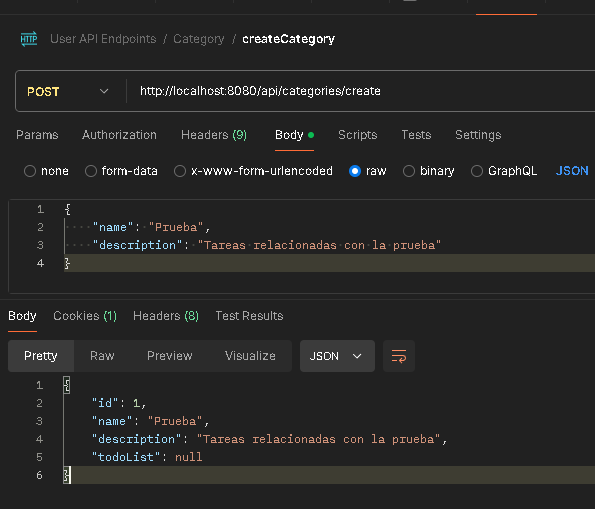 HTTP User API Endpoints / Category / createCategory
POST http://localhost:8080/api/categories/create
Params Authorization Headers (9) Body Scripts Tests Settings
none form-data x-www-form-urlencoded raw binary GraphQL JSON
1 {
2 "name": "Prueba",
3 "description": "Tareas relacionadas con la prueba"
4 }
Body Cookies (1) Headers (8) Test Results
Pretty Raw Preview Visualize JSON
1 {
2 "id": 1,
3 "name": "Prueba",
4 "description": "Tareas relacionadas con la prueba",
5 "todoList": null
6 }